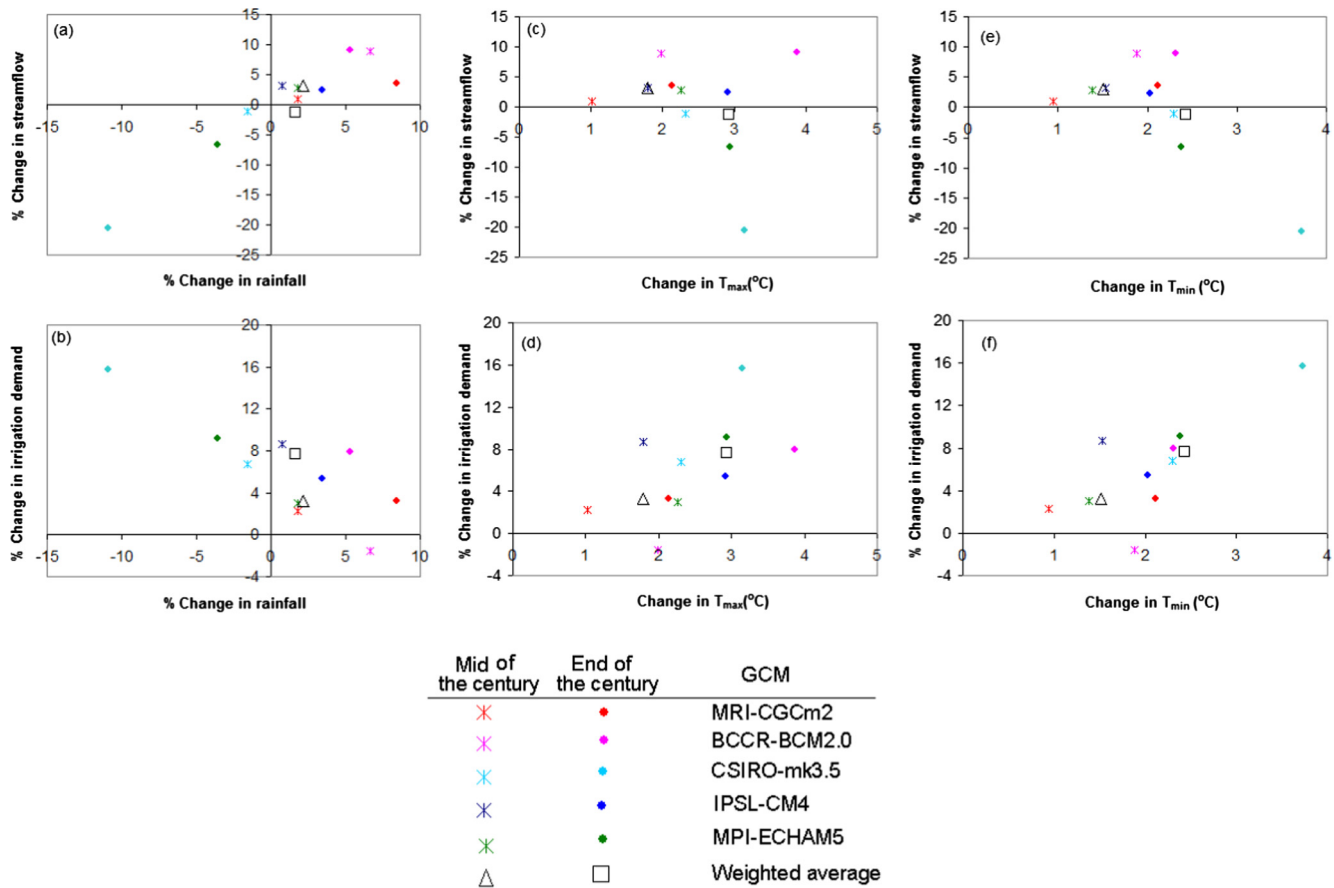 (a)
% Change in streamflow
15
10
5
0
-5
-10
-15
-20
-25
-15 -10 -5 0 5 10
% Change in rainfall
(c)
% Change in streamflow
15
10
5
0
-5
-10
-15
-20
-25
0 1 2 3 4 5
Change in Tmax(oC)
(e)
% Change in streamflow
15
10
5
0
-5
-10
-15
-20
-25
0 1 2 3 4
Change in Tmin (oC)
(b)
% Change in irrigation demand
20
16
12
8
4
0
-4
-15 -10 -5 0 5 10
% Change in rainfall
(d)
% Change in irrigation demand
20
16
12
8
4
0
-4
0 1 2 3 4 5
Change in Tmax(oC)
(f)
% Change in irrigation demand
20
16
12
8
4
0
-4
0 1 2 3 4
Change in Tmin (oC)
Mid of the century
End of the century
GCM
MRI-CGCm2
BCCR-BCM2.0
CSIRO-mk3.5
IPSL-CM4
MPI-ECHAM5
Weighted average